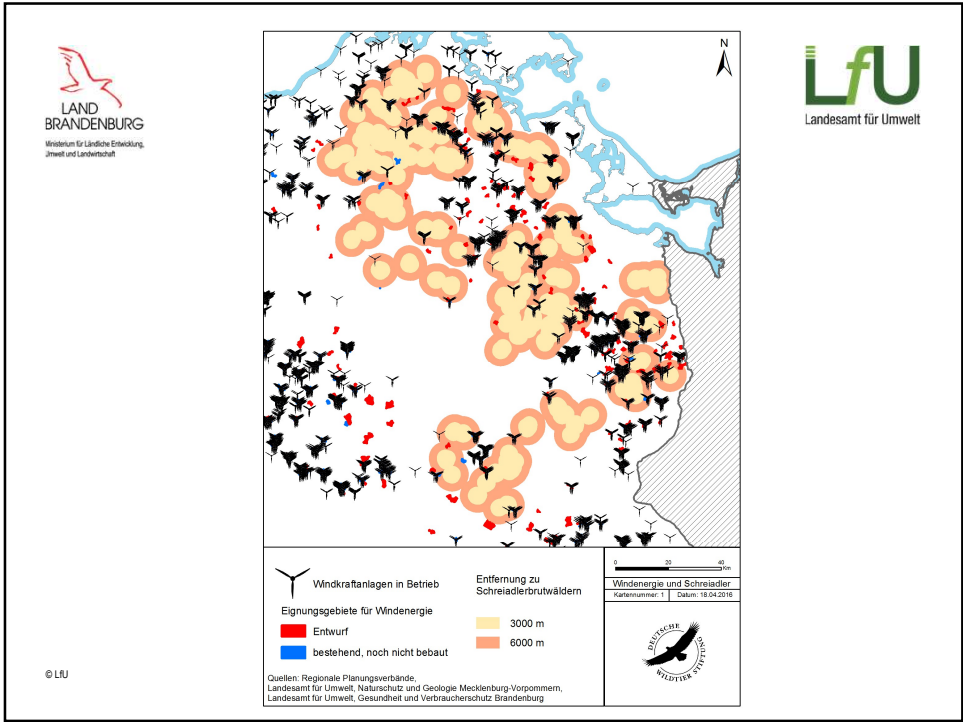 LAND
BRANDENBURG
Ministerium für Ländliche Entwicklung,
Umwelt und Landwirtschaft
N
LfU
Landesamt für Umwelt
Windkraftanlagen in Betrieb
Eignungsgebiete für Windenergie
Entwurf
bestehend, noch nicht bebaut
Entfernung zu
Schreiadlerbrutwäldern
3000 m
6000 m
Quellen: Regionale Planungsverbände,
Landesamt für Umwelt, Naturschutz und Geologie Mecklenburg-Vorpommern,
Landesamt für Umwelt, Gesundheit und Verbraucherschutz Brandenburg
0 20 40
Km
Windenergie und Schreiadler
Kartennummer: 1 Datum: 18.04.2016
DEUTSCHE
WILDTIER STIFTUNG
© LfU